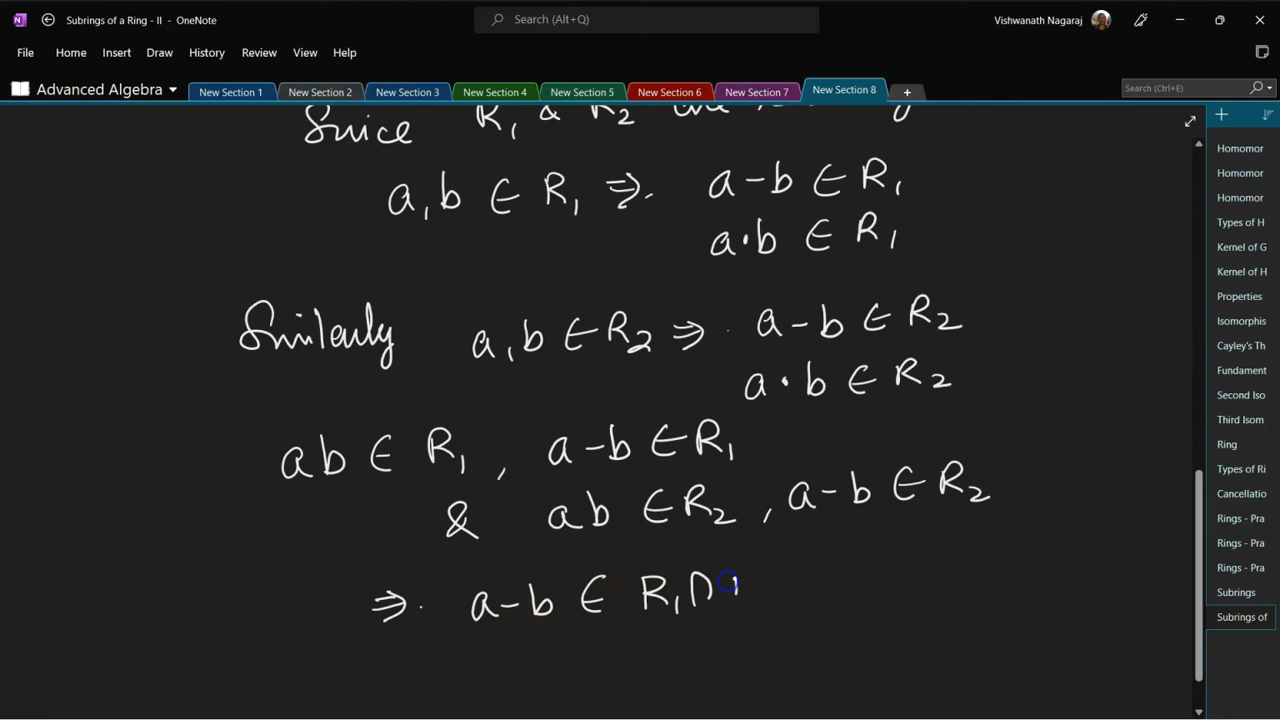 Subrings of a Ring - II - OneNote
Search (Alt+Q)
Vishwanath Nagaraj
File Home Insert Draw History Review View Help
Advanced Algebra
New Section 1 New Section 2 New Section 3 New Section 4 New Section 5 New Section 6 New Section 7 New Section 8 +
Search (Ctrl+E)
Since R₁ & R₂ are
a, b ∈ R₁ ⇒ a - b ∈ R₁
a · b ∈ R₁
Similarly a, b ∈ R₂ ⇒ a - b ∈ R₂
a · b ∈ R₂
ab ∈ R₁, a - b ∈ R₁
& ab ∈ R₂, a - b ∈ R₂
⇒ a - b ∈ R₁ ∩
Homomor
Homomor
Homomor
Types of H
Kernel of G
Kernel of H
Properties
Isomorphis
Cayley's Th
Fundament
Second Iso
Third Isom
Ring
Types of Ri
Cancellatio
Rings - Pra
Rings - Pra
Rings - Pra
Subrings
Subrings of